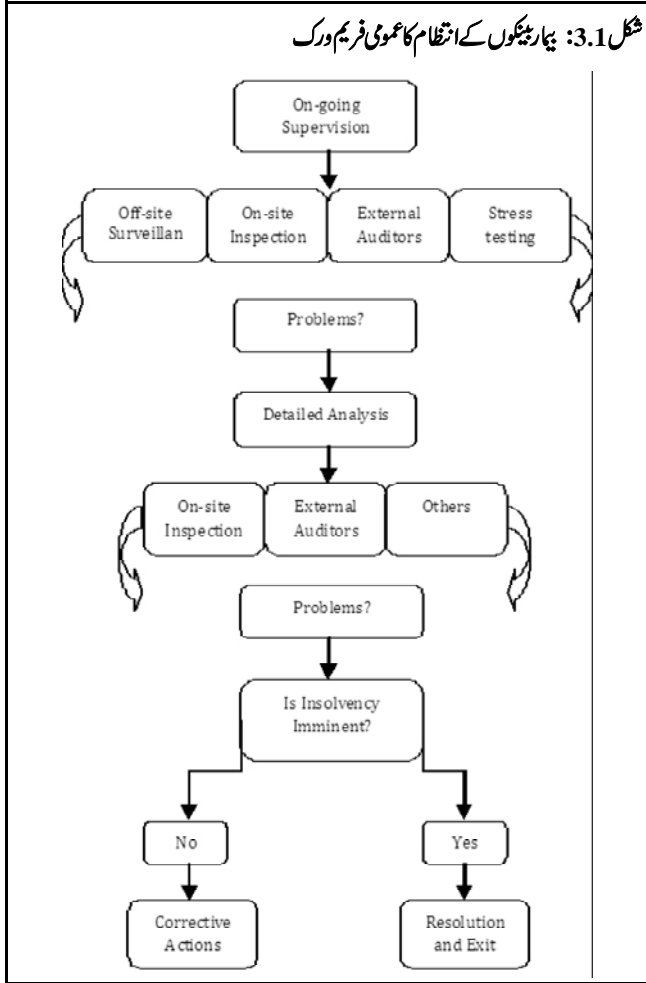 شکل 3.1: بیمار بینکوں کے انتظام کا عمومی فریم ورک
On-going
Supervision
Off-site
Surveillan
On-site
Inspection
External
Auditors
Stress
testing
Problems?
Detailed Analysis
On-site
Inspection
External
Auditors
Others
Problems?
Is Insolvency
Imminent?
No
Yes
Corrective
Actions
Resolution
and Exit